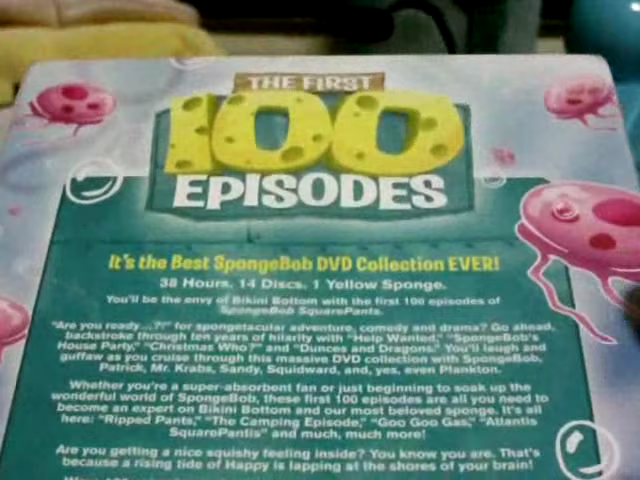 THE FIRST
100
EPISODES
It's the Best SpongeBob DVD Collection EVER!
38 Hours. 14 Discs. 1 Yellow Sponge.
You'll be the envy of Bikini Bottom with the first 100 episodes of
SpongeBob SquarePants.
"Are you ready...?!" for spongetacular adventure, comedy and drama? Go ahead,
backstroke through ten years of hilarity with "Help Wanted," "SpongeBob's
House Party," "Christmas Who?" and "Dunces and Dragons." You'll laugh and
guffaw as you cruise through this massive DVD collection with SpongeBob,
Patrick, Mr. Krabs, Sandy, Squidward, and, yes, even Plankton.
Whether you're a super-absorbent fan or just beginning to soak up the
wonderful world of SpongeBob, these first 100 episodes are all you need to
become an expert on Bikini Bottom and our most beloved sponge. It's all
here: "Ripped Pants," "The Camping Episode," "Goo Goo Gas," "Atlantis
SquarePantis" and much, much more!
Are you getting a nice squishy feeling inside? You know you are. That's
because a rising tide of Happy is lapping at the shores of your brain!